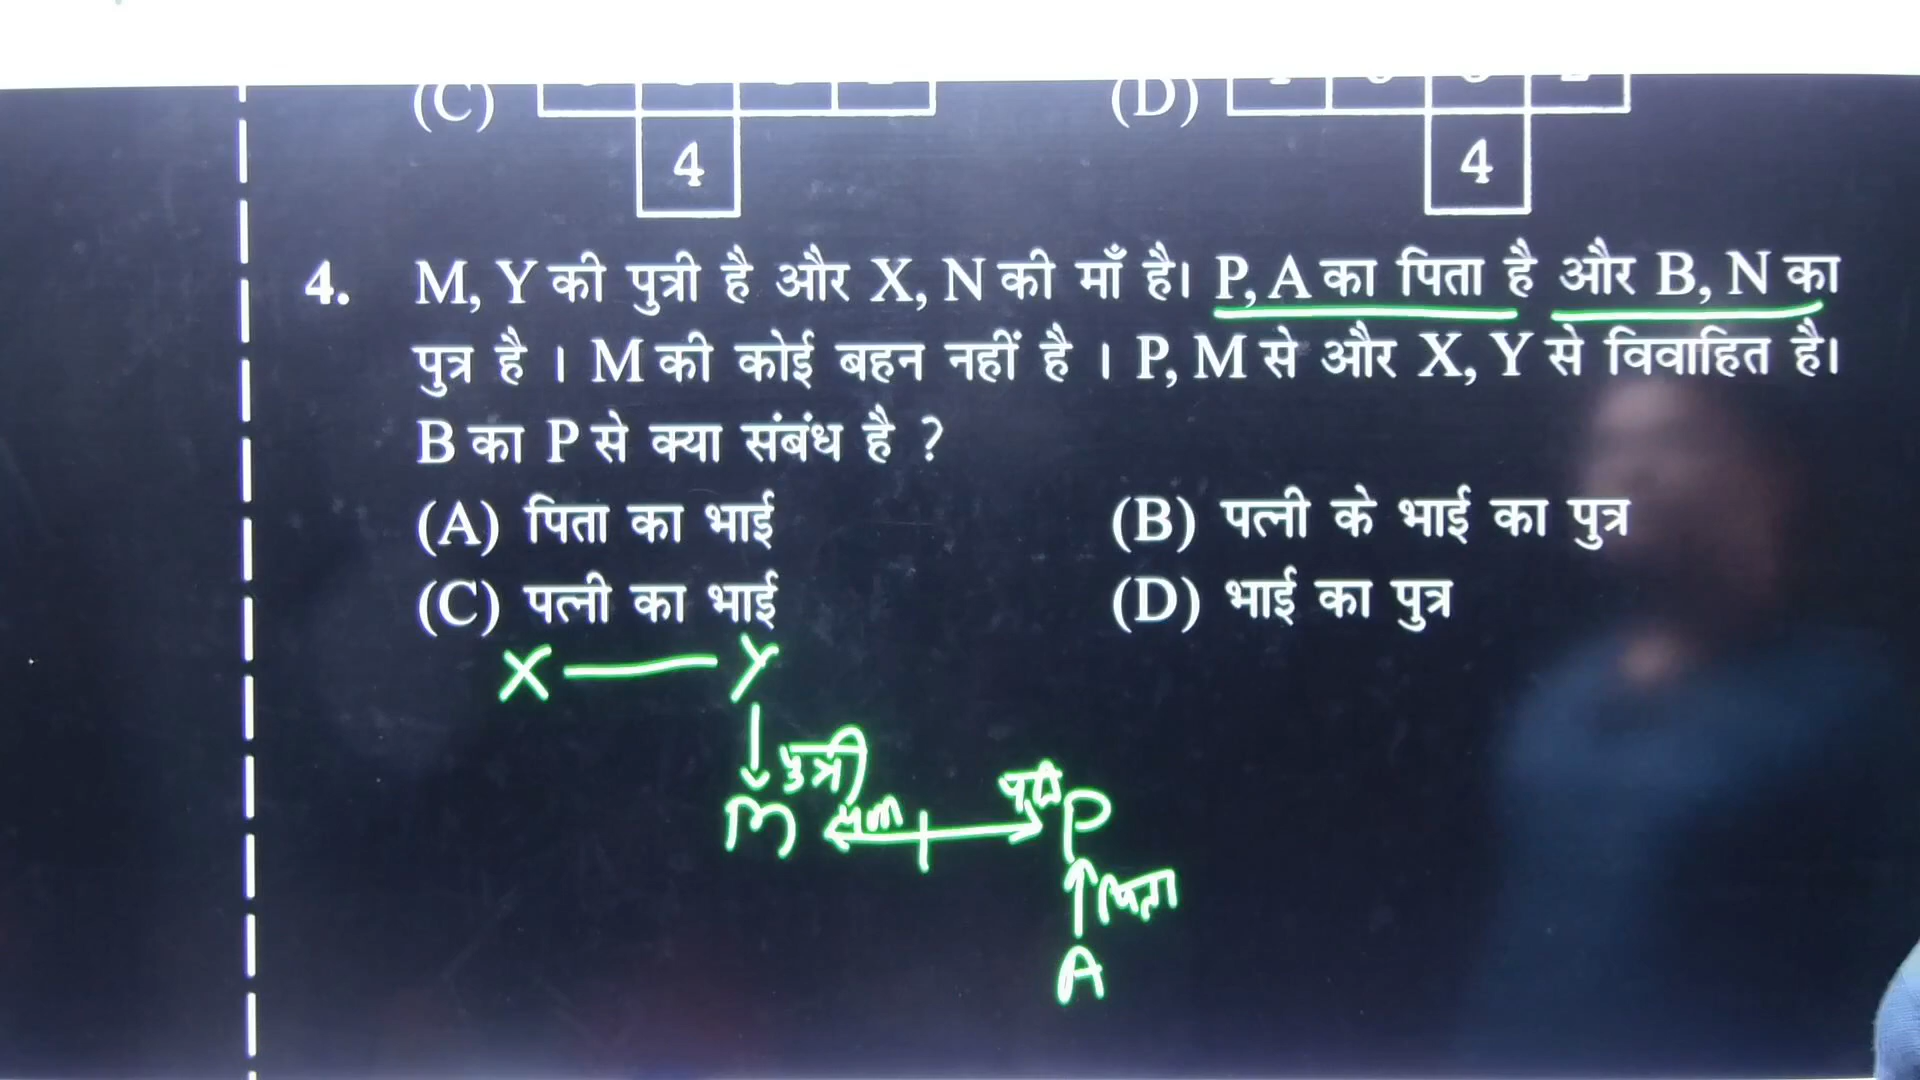 (C)
(D)
4
4
4. M, Y की पुत्री है और X, N की माँ है। P, A का पिता है और B, N का
पुत्र है । M की कोई बहन नहीं है । P, M से और X, Y से विवाहित है।
B का P से क्या संबंध है ?
(A) पिता का भाई
(B) पत्नी के भाई का पुत्र
(C) पत्नी का भाई
(D) भाई का पुत्र
X Y
पुत्री
M P
पिता
A